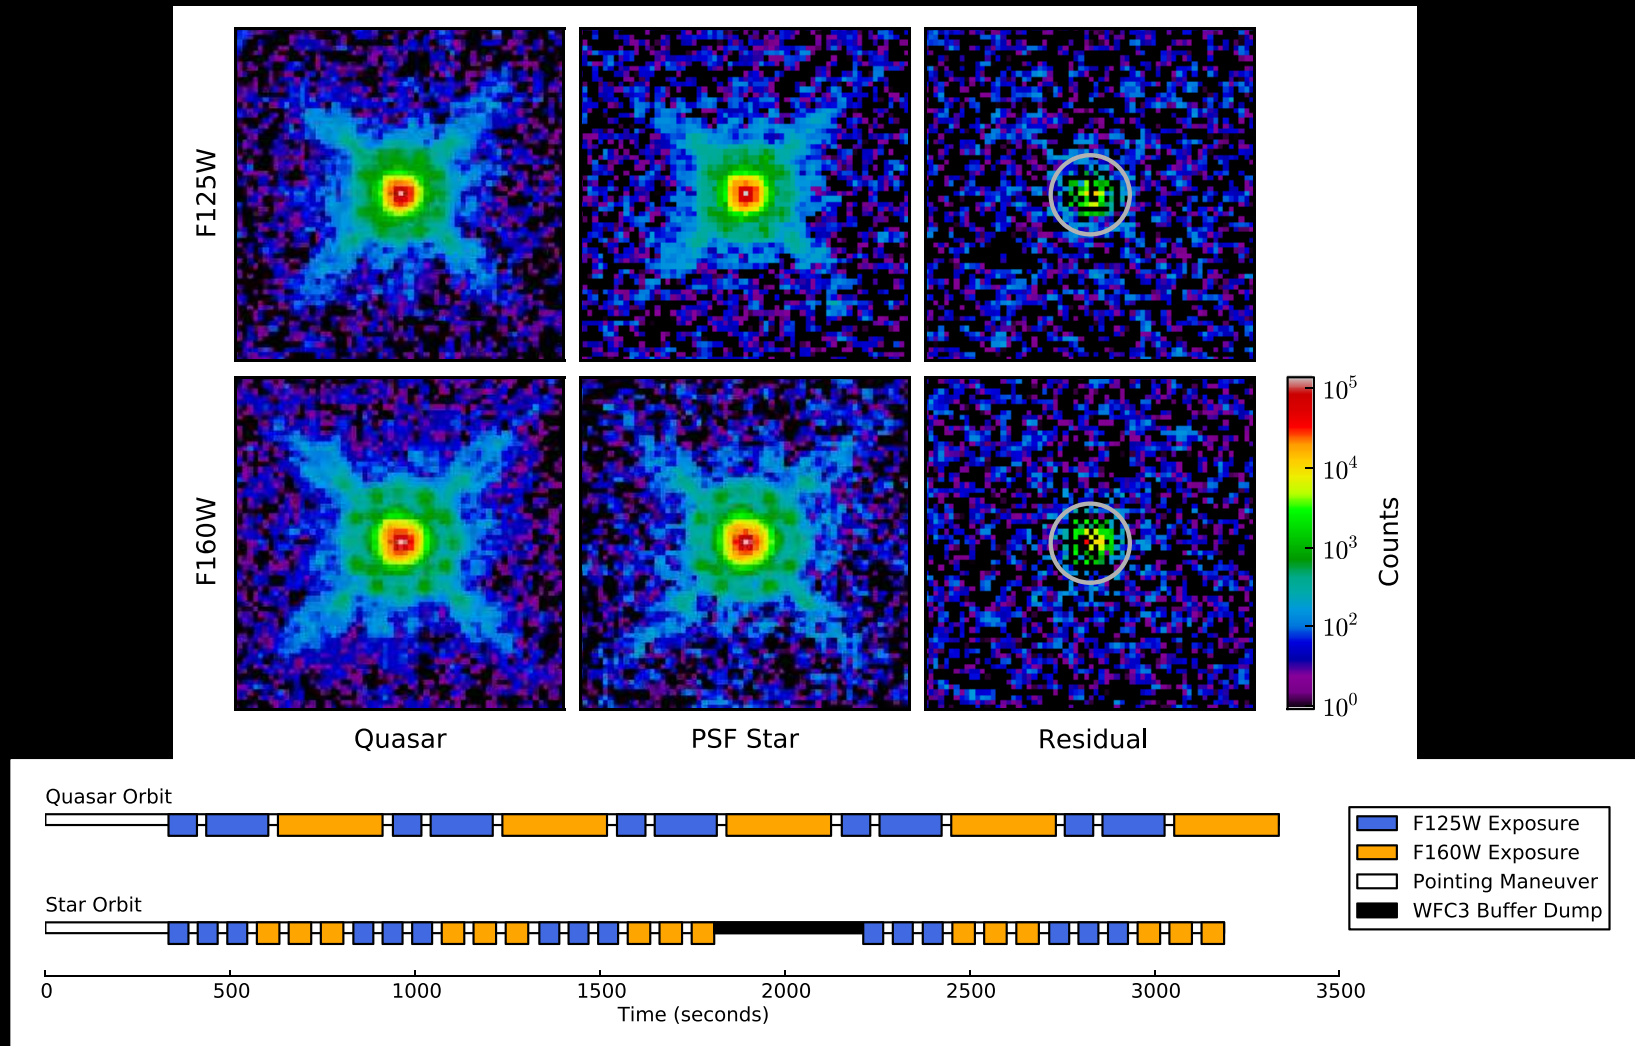 F125W
F160W
10^5
10^4
10^3
10^2
10^0
Counts
Quasar
PSF Star
Residual
Quasar Orbit
Star Orbit
F125W Exposure
F160W Exposure
Pointing Maneuver
WFC3 Buffer Dump
0 500 1000 1500 2000 2500 3000 3500
Time (seconds)